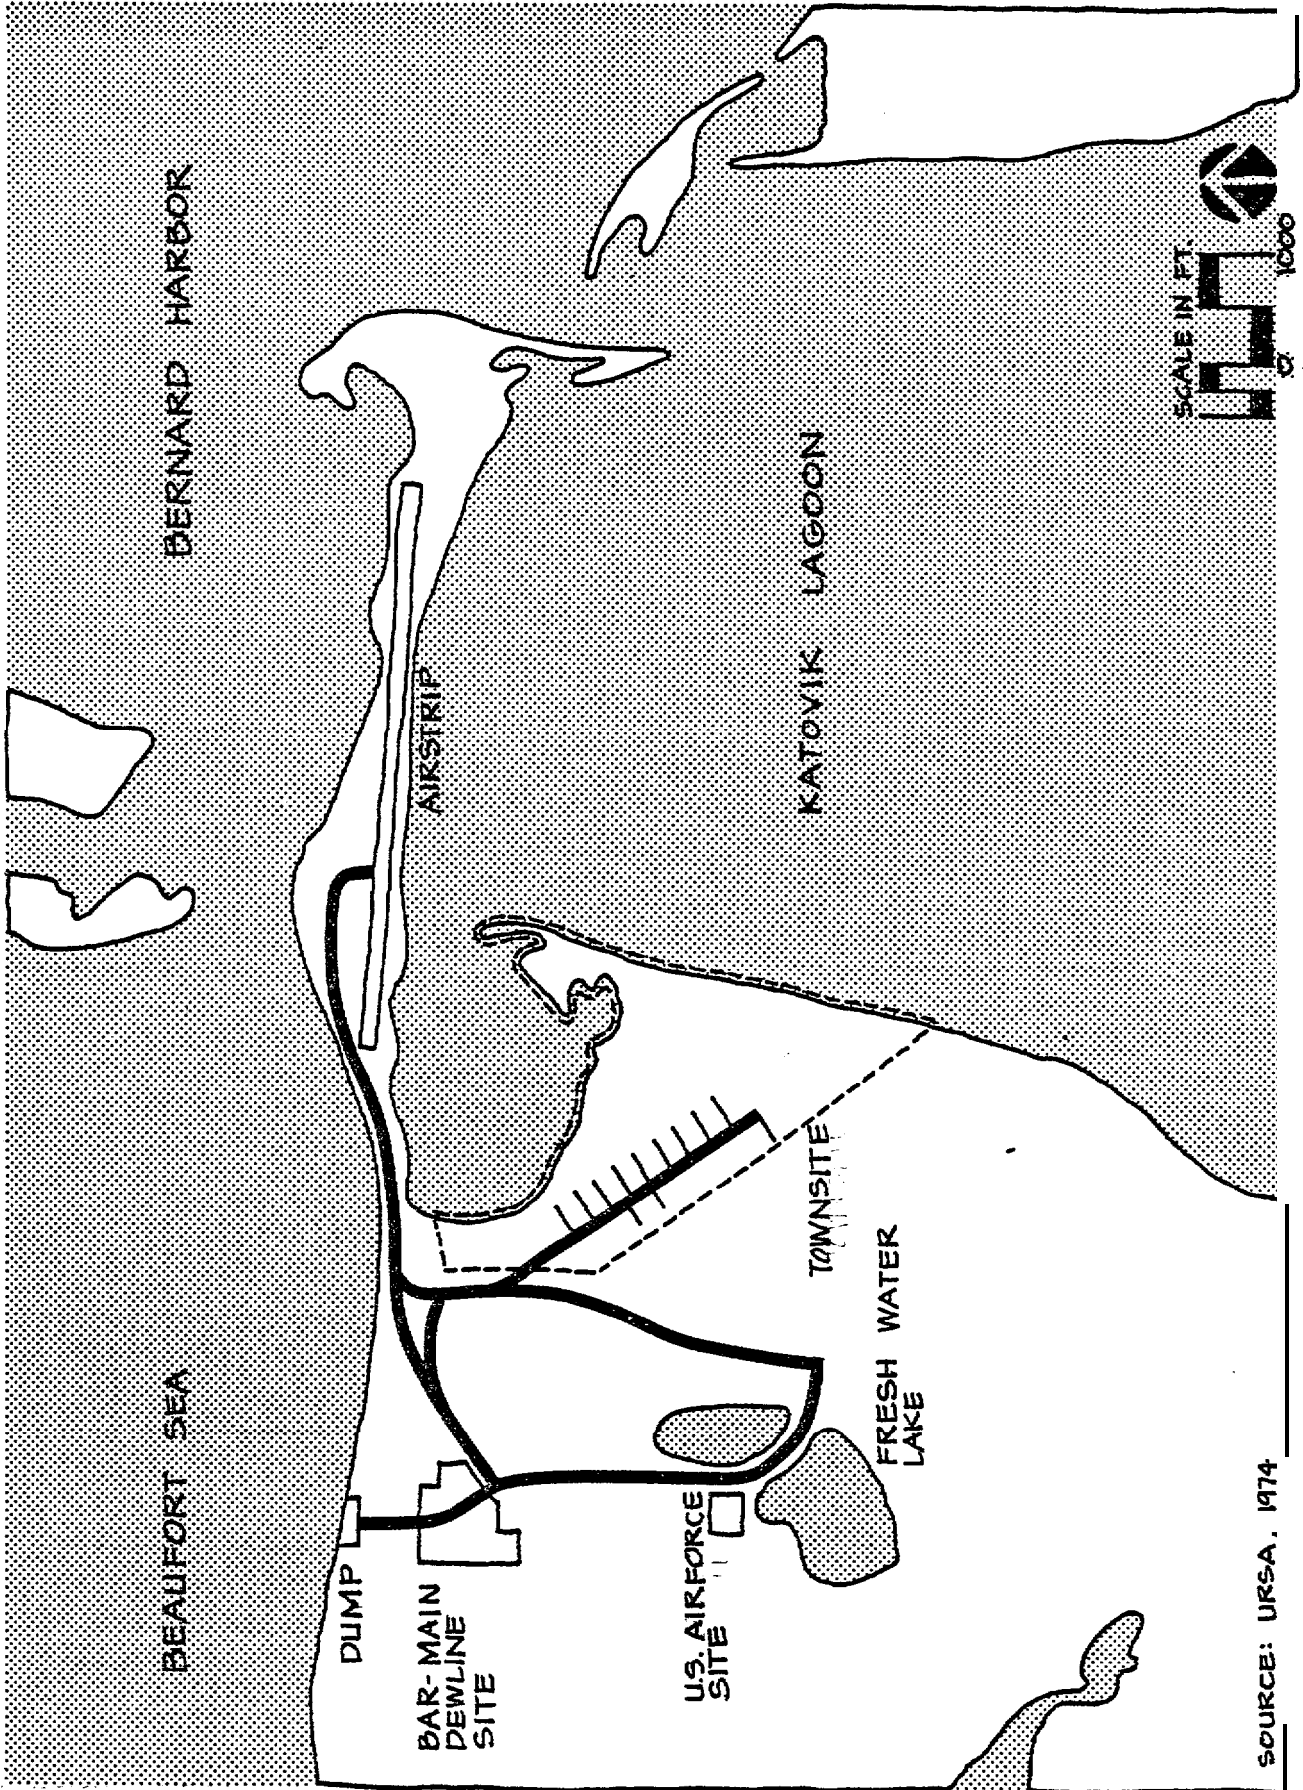 BEAUFORT SEA
BERNARD HARBOR
DUMP
BAR-MAIN
DEWLINE
SITE
AIRSTRIP
U.S. AIRFORCE
SITE
TOWNSITE
KATOVIK LAGOON
FRESH WATER
LAKE
SCALE IN FT.
0 1000
SOURCE: URSA, 1974